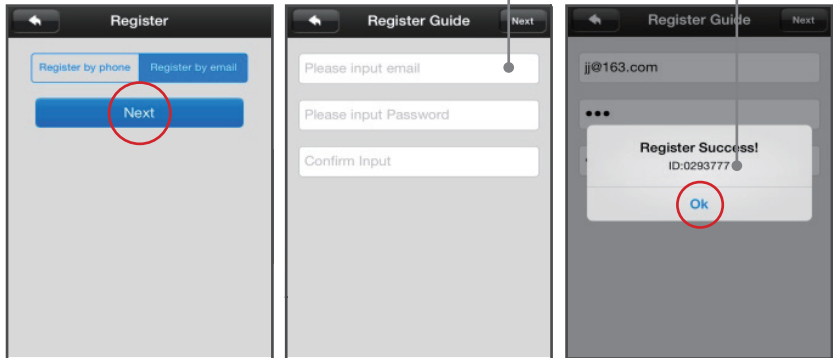 Register
Register by phone Register by email
Next
Register Guide Next
Please input email
Please input Password
Confirm Input
Register Guide Next
jj@163.com
•••
Register Success!
ID:0293777
Ok